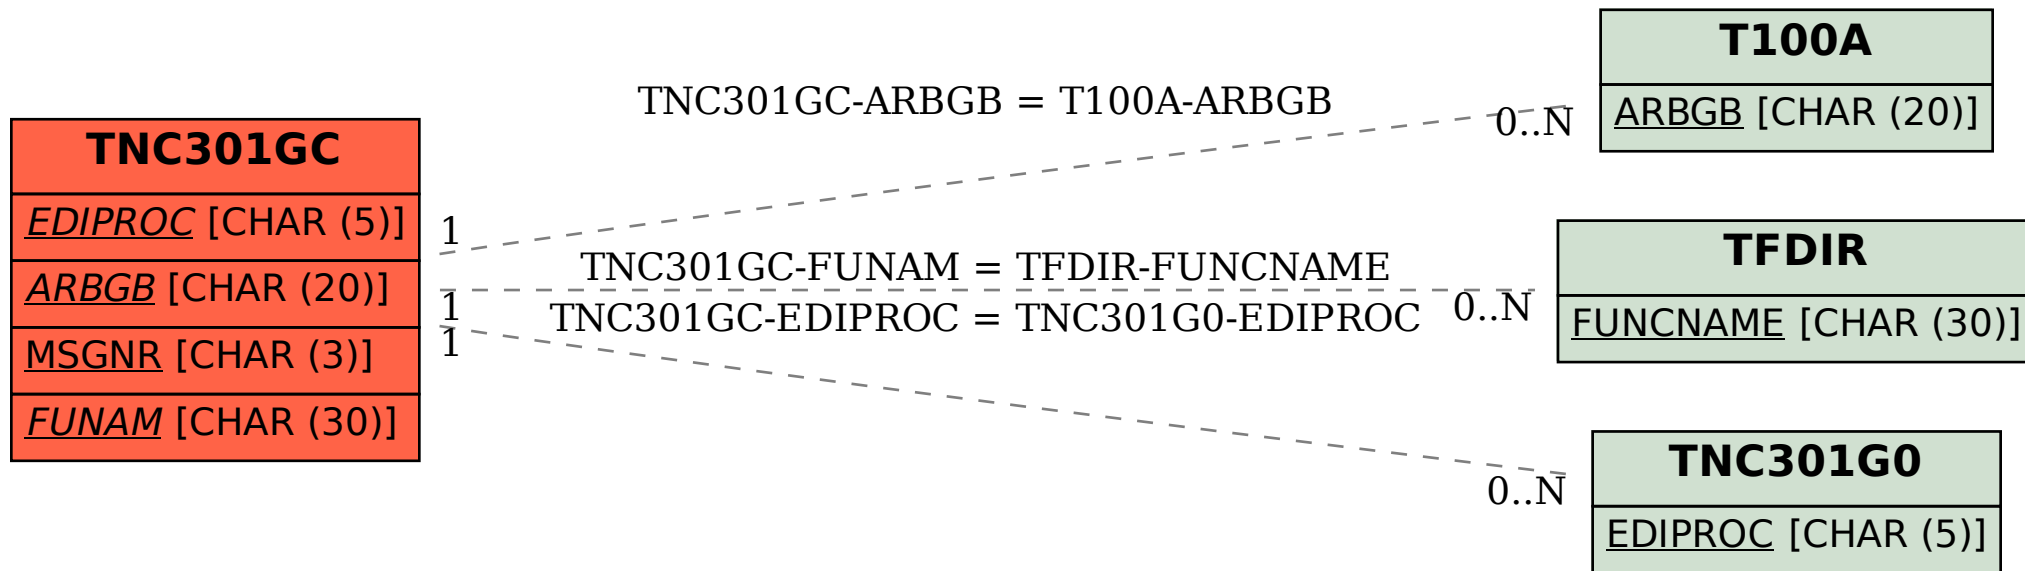 TNC301GC
EDIPROC [CHAR (5)]
ARBGB [CHAR (20)]
MSGNR [CHAR (3)]
FUNAM [CHAR (30)]
TNC301GC-ARBGB = T100A-ARBGB
1
0..N
TNC301GC-FUNAM = TFDIR-FUNCNAME
1
0..N
TNC301GC-EDIPROC = TNC301G0-EDIPROC
1
0..N
T100A
ARBGB [CHAR (20)]
TFDIR
FUNCNAME [CHAR (30)]
TNC301G0
EDIPROC [CHAR (5)]